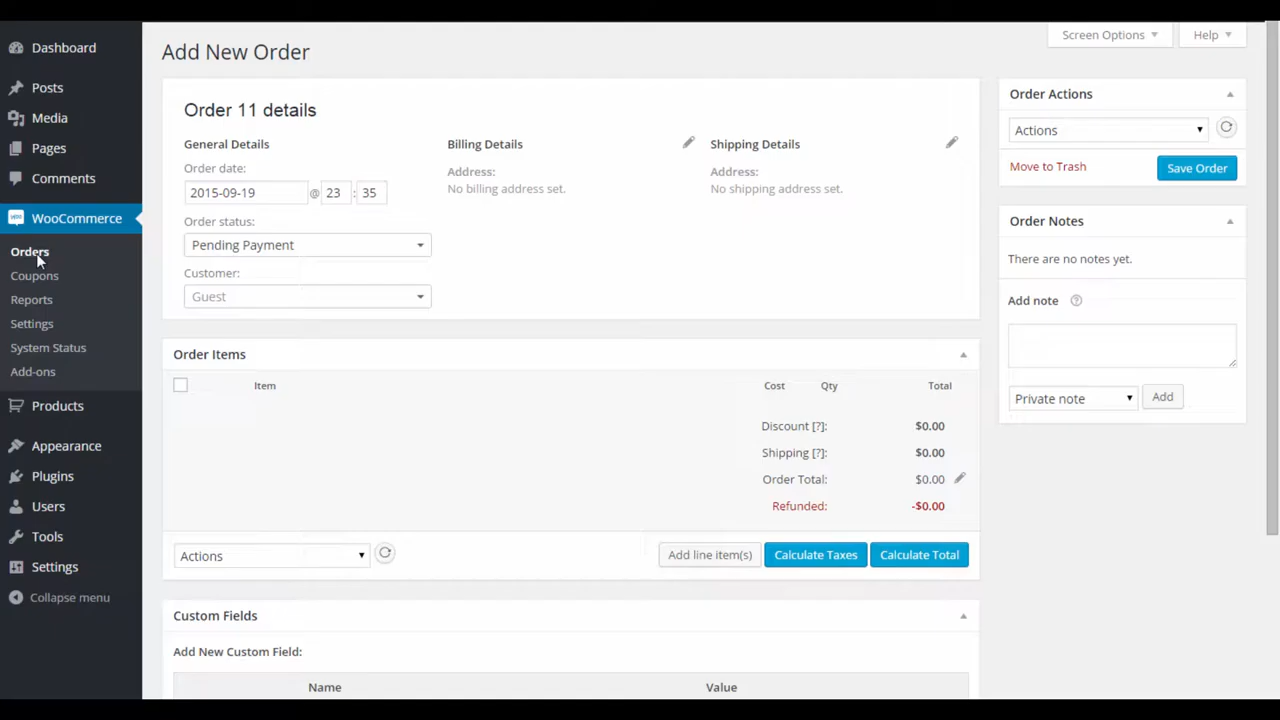 Dashboard
Posts
Media
Pages
Comments
WooCommerce
Orders
Coupons
Reports
Settings
System Status
Add-ons
Products
Appearance
Plugins
Users
Tools
Settings
Collapse menu
Screen Options
Help
Add New Order
Order 11 details
General Details
Order date:
2015-09-19 @ 23 : 35
Order status:
Pending Payment
Customer:
Guest
Billing Details
Address:
No billing address set.
Shipping Details
Address:
No shipping address set.
Order Items
Item Cost Qty Total
Discount [?]: $0.00
Shipping [?]: $0.00
Order Total: $0.00
Refunded: -$0.00
Actions
Add line item(s)
Calculate Taxes
Calculate Total
Custom Fields
Add New Custom Field:
Name Value
Order Actions
Actions
Move to Trash
Save Order
Order Notes
There are no notes yet.
Add note ?
Private note
Add